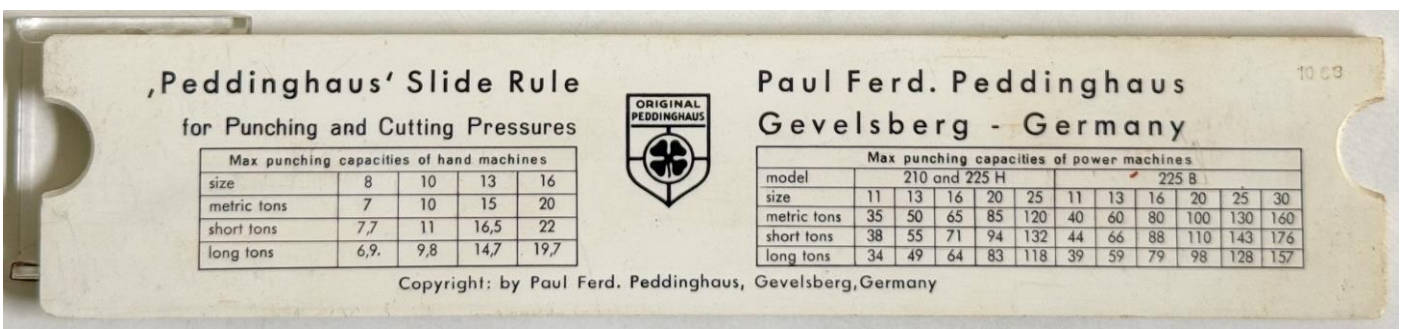 ‚Peddinghaus‘ Slide Rule
for Punching and Cutting Pressures
Max punching capacities of hand machines
size 8 10 13 16
metric tons 7 10 15 20
short tons 7,7 11 16,5 22
long tons 6,9. 9,8 14,7 19,7
ORIGINAL
PEDDINGHAUS
Paul Ferd. Peddinghaus
Gevelsberg - Germany
Max punching capacities of power machines
model 210 and 225 H 225 B
size 11 13 16 20 25 11 13 16 20 25 30
metric tons 35 50 65 85 120 40 60 80 100 130 160
short tons 38 55 71 94 132 44 66 88 110 143 176
long tons 34 49 64 83 118 39 59 79 98 128 157
Copyright: by Paul Ferd. Peddinghaus, Gevelsberg,Germany